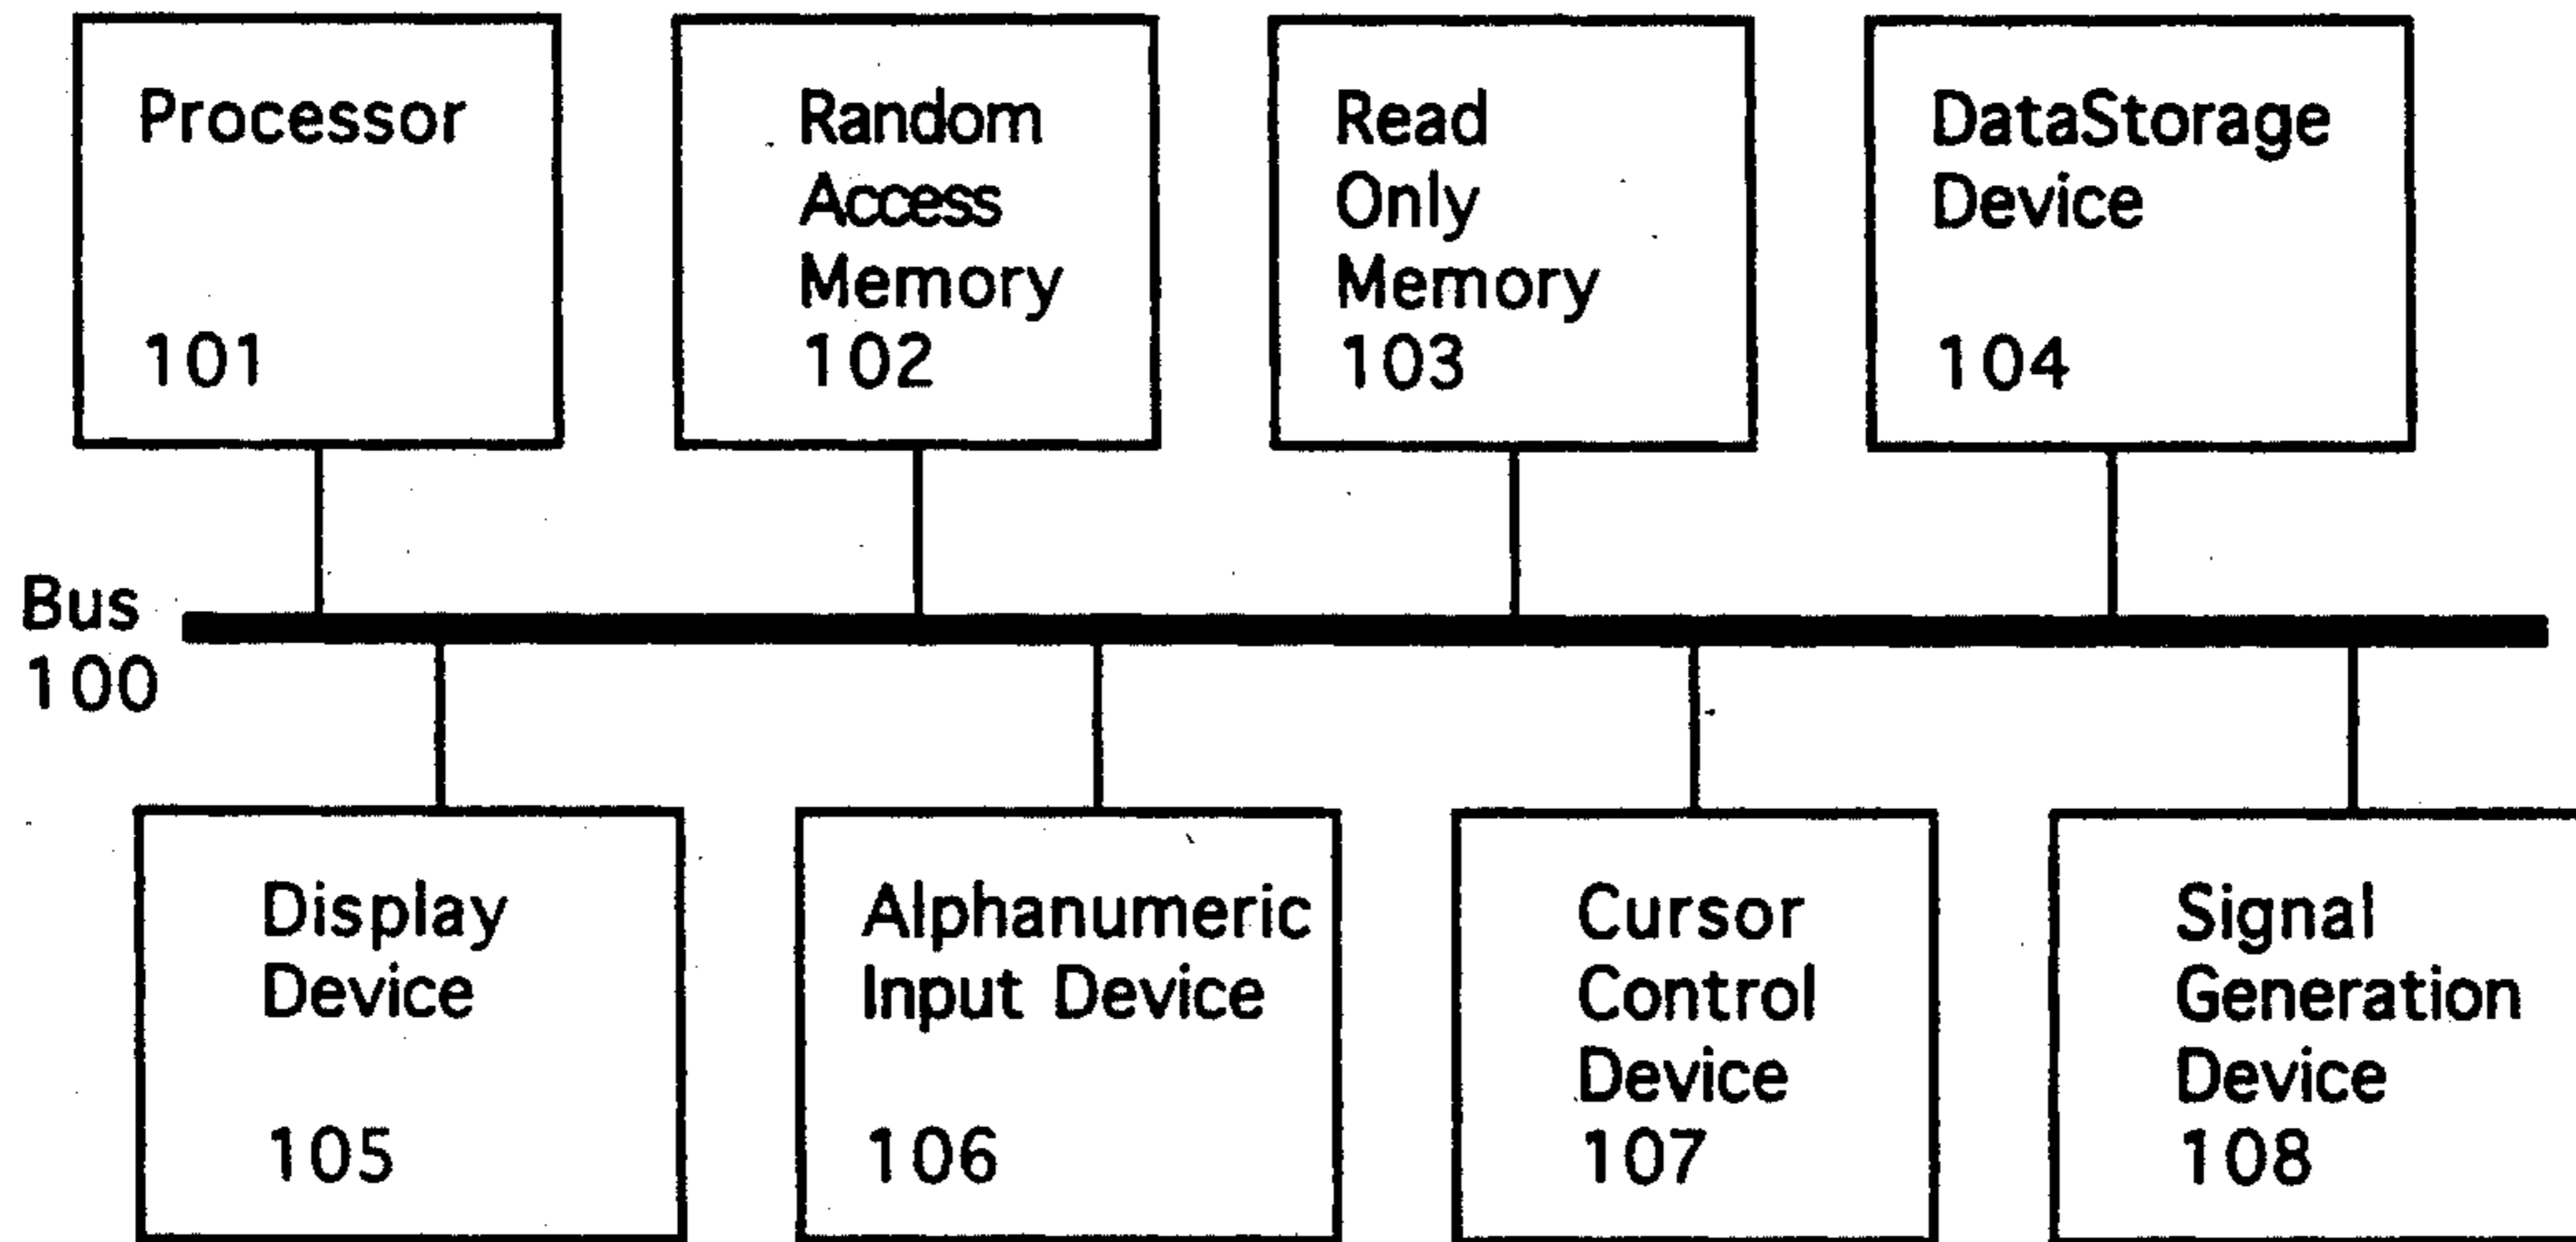 Processor
101
Random
Access
Memory
102
Read
Only
Memory
103
DataStorage
Device
104
Bus
100
Display
Device
105
Alphanumeric
Input Device
106
Cursor
Control
Device
107
Signal
Generation
Device
108